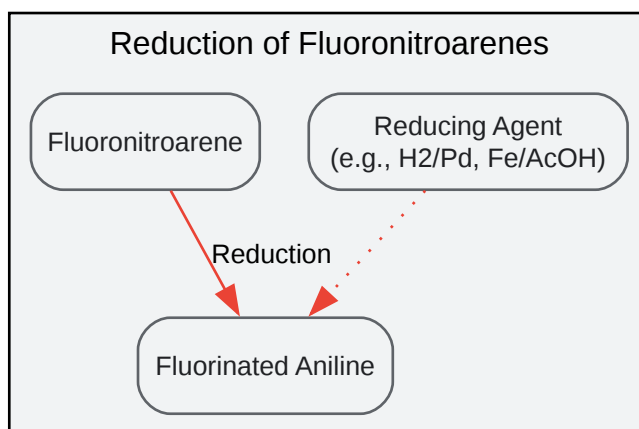 Reduction of Fluoronitroarenes
Fluoronitroarene
Reducing Agent
(e.g., H2/Pd, Fe/AcOH)
Reduction
Fluorinated Aniline